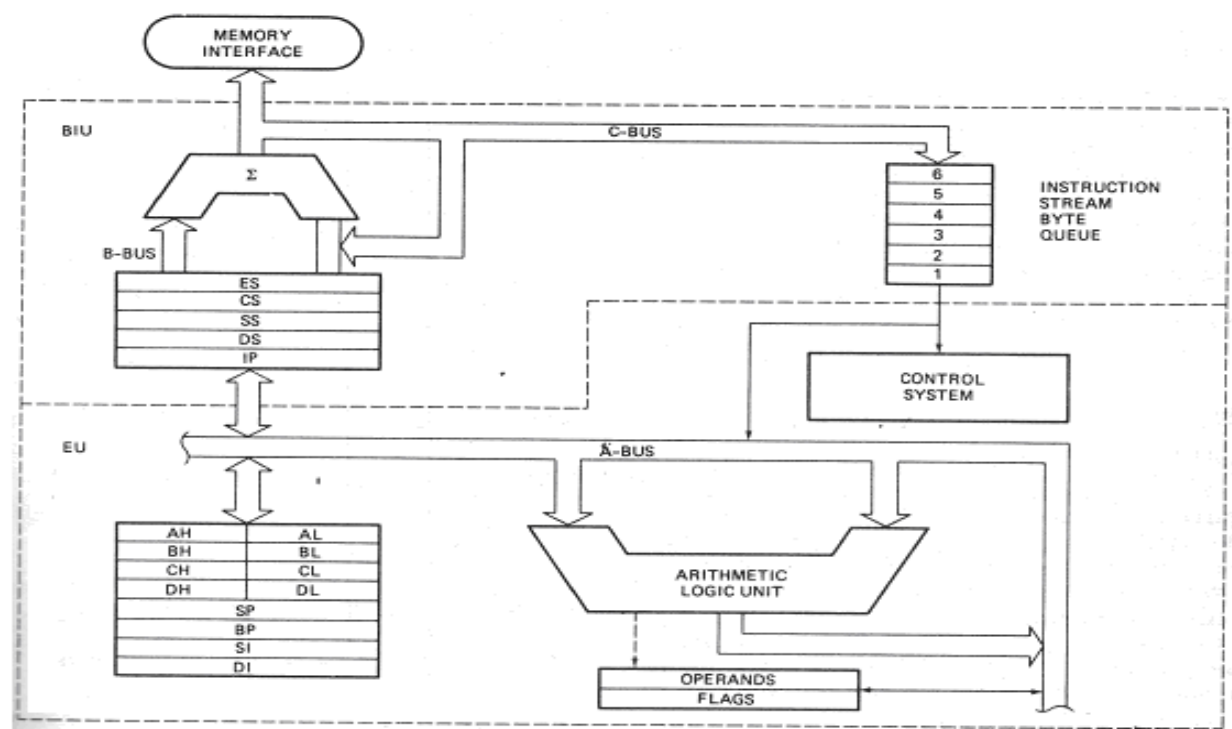 MEMORY
INTERFACE
BIU
C-BUS
Σ
6
5
4
3
2
1
INSTRUCTION
STREAM
BYTE
QUEUE
B-BUS
ES
CS
SS
DS
IP
CONTROL
SYSTEM
EU
A-BUS
AH AL
BH BL
CH CL
DH DL
SP
BP
SI
DI
ARITHMETIC
LOGIC UNIT
OPERANDS
FLAGS